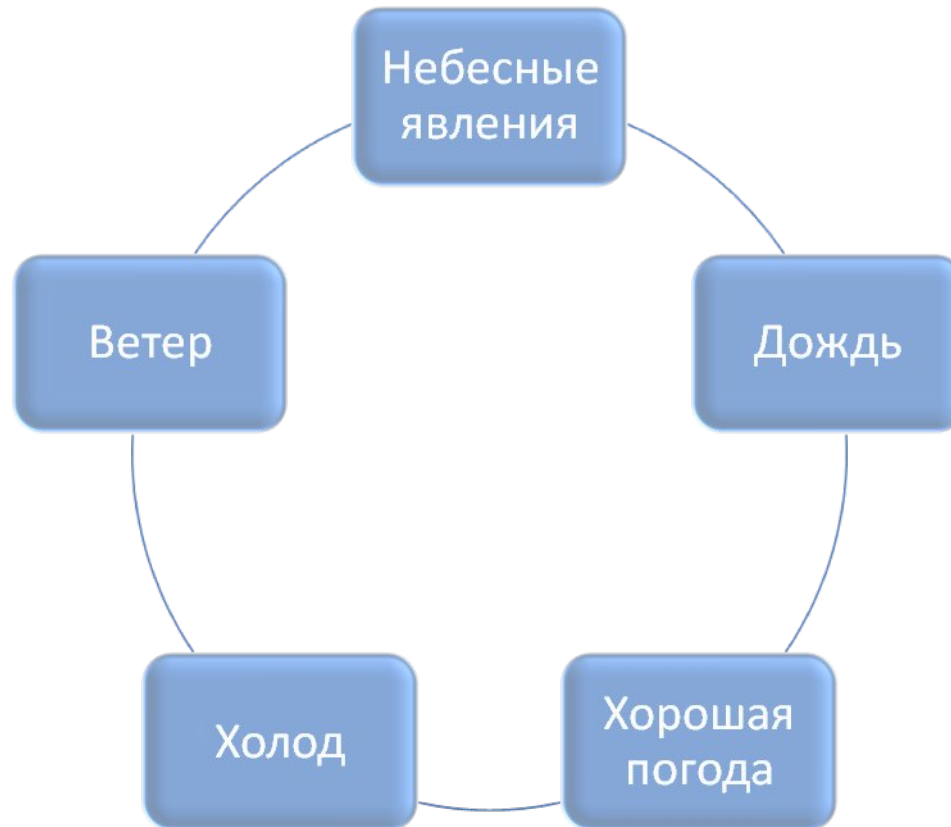 Небесные
явления
Дождь
Хорошая
погода
Холод
Ветер